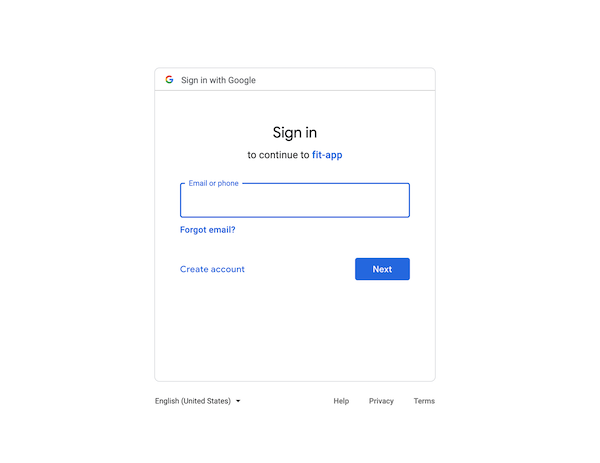 Sign in with Google
Sign in
to continue to fit-app
Email or phone
Forgot email?
Create account Next
English (United States) Help Privacy Terms